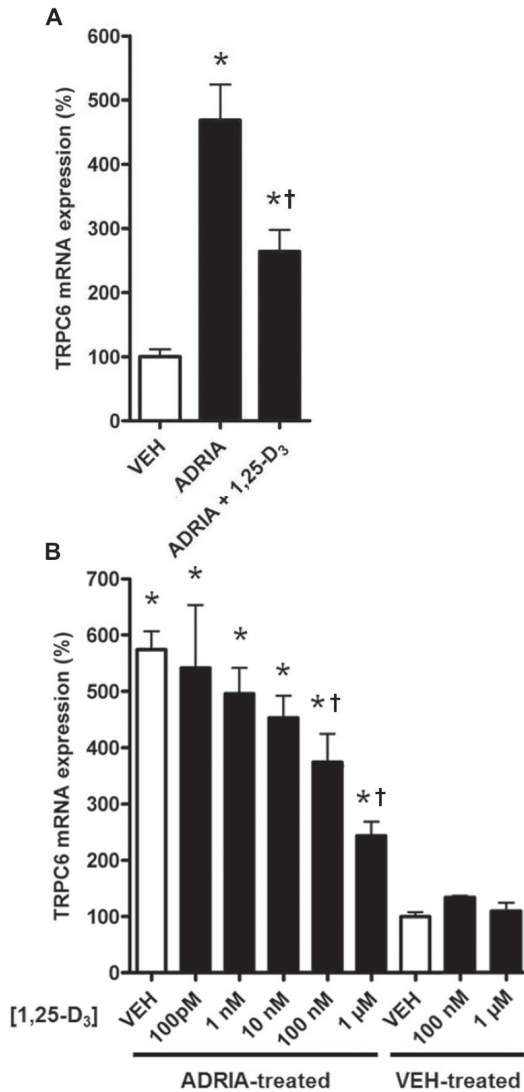 A
TRPC6 mRNA expression (%)
600
500
400
300
200
100
0
*
*†
VEH
ADRIA
ADRIA + 1,25-D₃
B
TRPC6 mRNA expression (%)
700
600
500
400
300
200
100
0
*
*
*
*
*†
*†
[1,25-D₃]
VEH
100pM
1 nM
10 nM
100 nM
1 µM
VEH
100 nM
1 µM
ADRIA-treated
VEH-treated